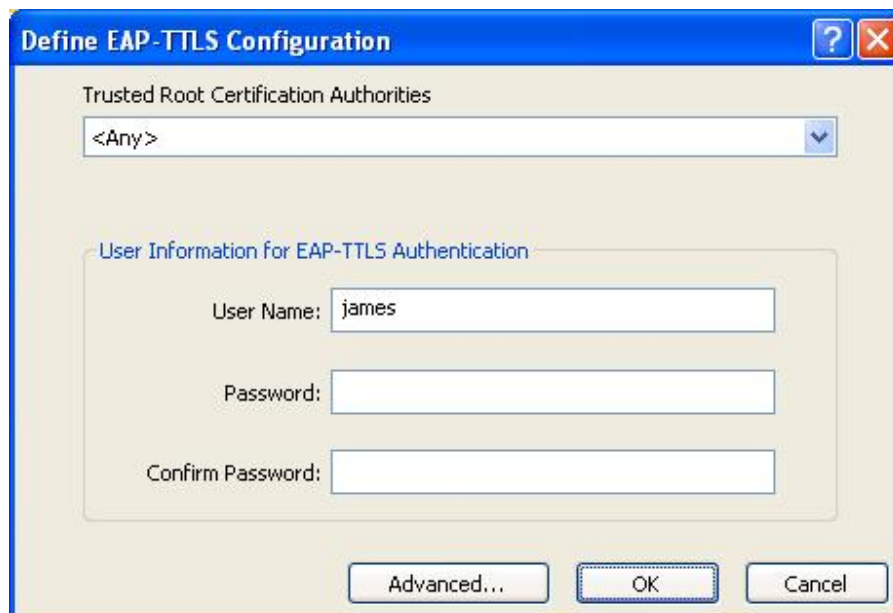 Define EAP-TTLS Configuration
Trusted Root Certification Authorities
<Any>
User Information for EAP-TTLS Authentication
User Name: james
Password:
Confirm Password:
Advanced... OK Cancel